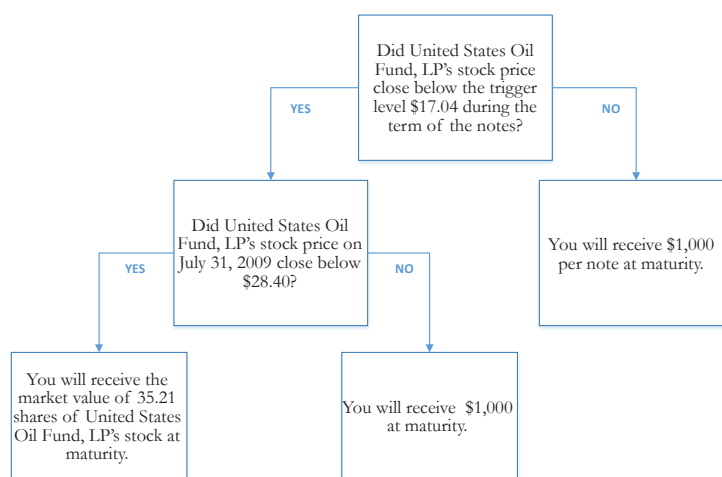 Did United States Oil
Fund, LP's stock price
close below the trigger
level $17.04 during the
term of the notes?
YES
NO
Did United States Oil
Fund, LP's stock price on
July 31, 2009 close below
$28.40?
You will receive $1,000
per note at maturity.
YES
NO
You will receive the
market value of 35.21
shares of United States
Oil Fund, LP's stock at
maturity.
You will receive $1,000
at maturity.